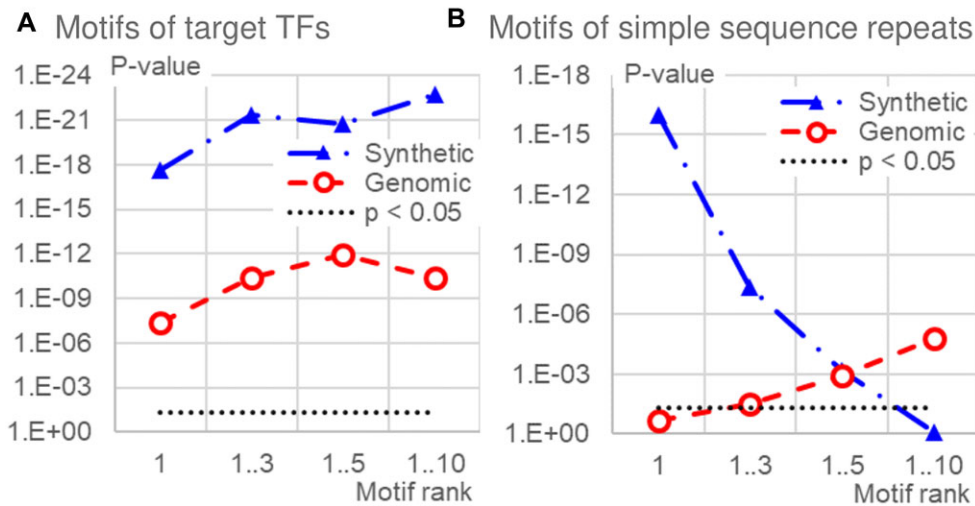 A Motifs of target TFs
P-value
1.E-24
1.E-21
1.E-18
1.E-15
1.E-12
1.E-09
1.E-06
1.E-03
1.E+00
Synthetic
Genomic
p < 0.05
1 1..3 1..5 1..10
Motif rank
B Motifs of simple sequence repeats
P-value
1.E-18
1.E-15
1.E-12
1.E-09
1.E-06
1.E-03
1.E+00
Synthetic
Genomic
p < 0.05
1 1..3 1..5 1..10
Motif rank